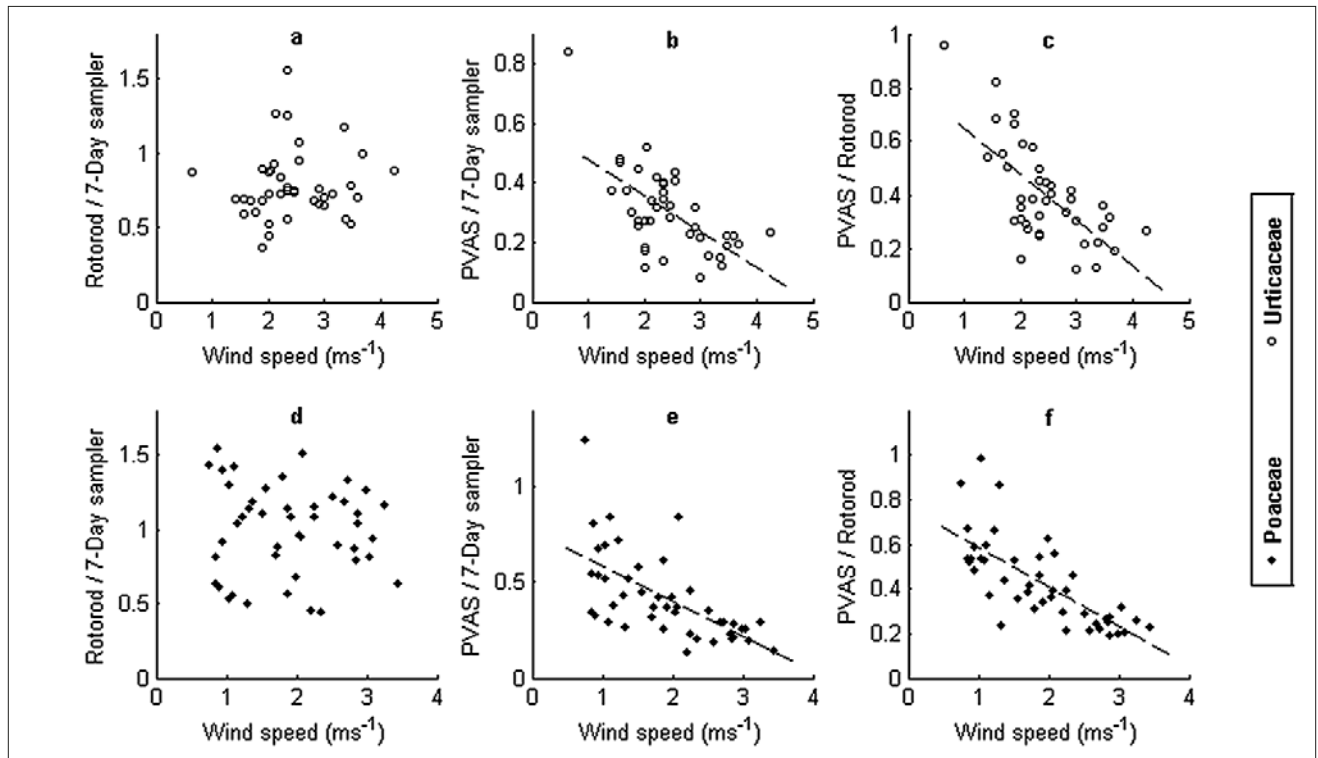 a
Rotorod / 7-Day sampler
1.5
1
0.5
0
0 1 2 3 4 5
Wind speed (ms-1)
b
PVAS / 7-Day sampler
0.8
0.6
0.4
0.2
0
0 1 2 3 4 5
Wind speed (ms-1)
c
PVAS / Rotorod
1
0.8
0.6
0.4
0.2
0
0 1 2 3 4 5
Wind speed (ms-1)
d
Rotorod / 7-Day sampler
1.5
1
0.5
0
0 1 2 3 4
Wind speed (ms-1)
e
PVAS / 7-Day sampler
1
0.5
0
0 1 2 3 4
Wind speed (ms-1)
f
PVAS / Rotorod
1
0.8
0.6
0.4
0.2
0
0 1 2 3 4
Wind speed (ms-1)
Poaceae
Urticaceae